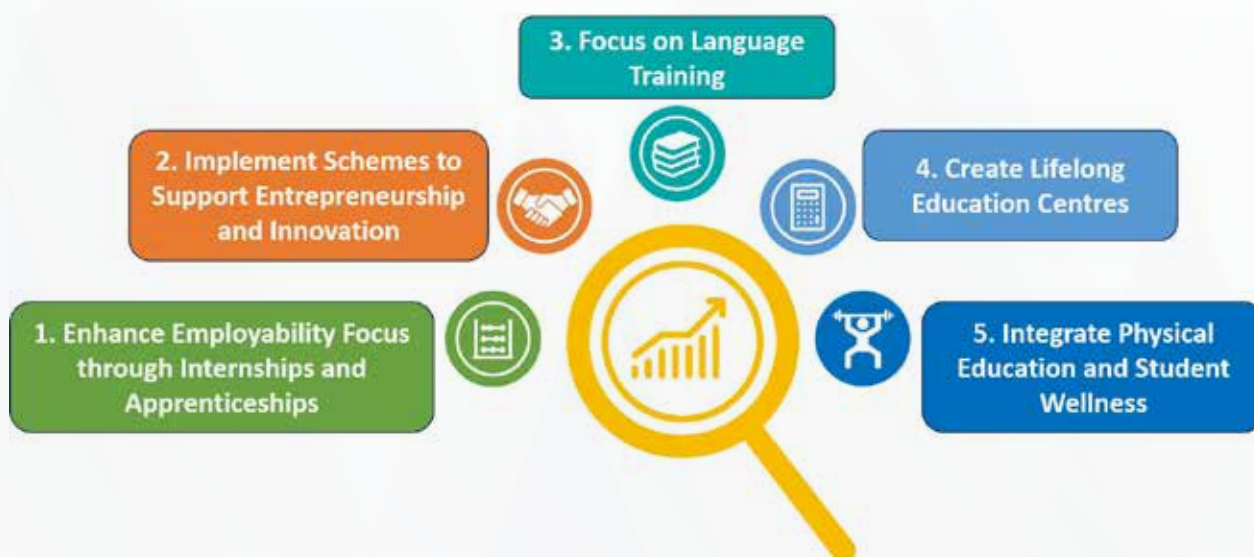 1. Enhance Employability Focus
through Internships and
Apprenticeships
2. Implement Schemes to
Support Entrepreneurship
and Innovation
3. Focus on Language
Training
4. Create Lifelong
Education Centres
5. Integrate Physical
Education and Student
Wellness